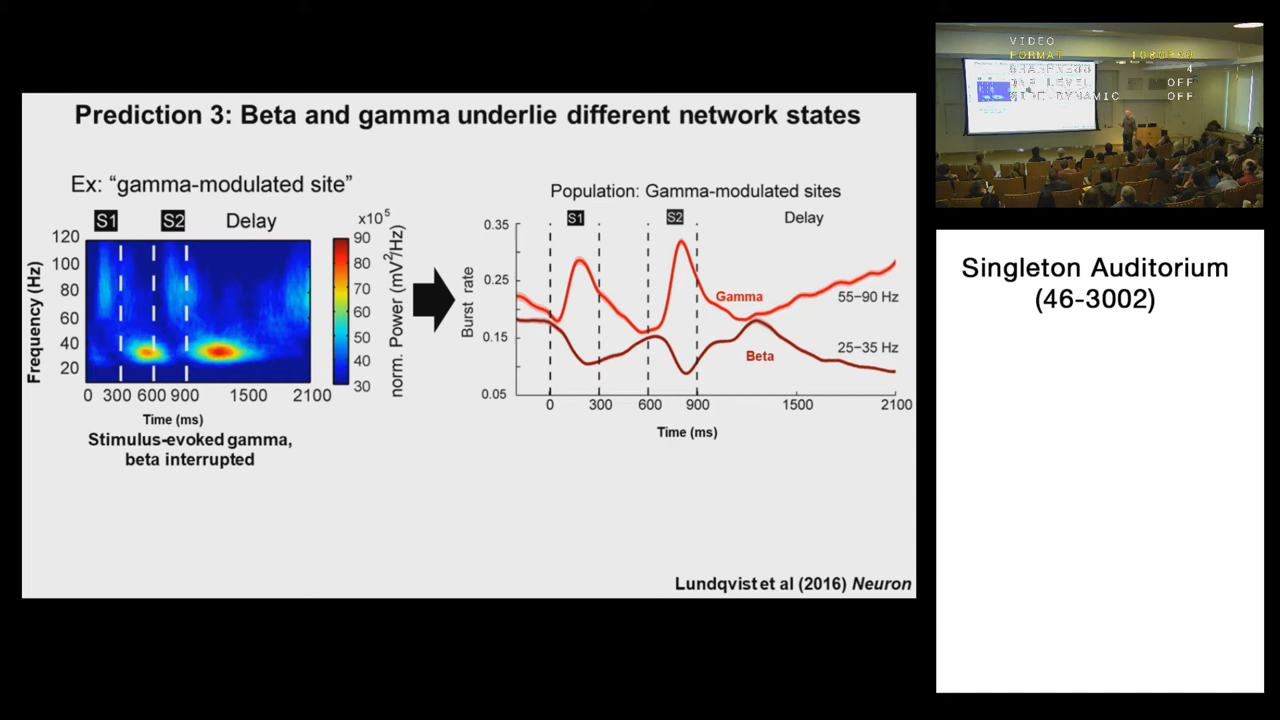 Prediction 3: Beta and gamma underlie different network states
Ex: “gamma-modulated site”
S1 S2 Delay
x10⁵
120
100
80
60
40
20
Frequency (Hz)
0 300 600 900 1500 2100
Time (ms)
90
80
70
60
50
40
30
norm. Power (mV²/Hz)
Stimulus-evoked gamma,
beta interrupted
Population: Gamma-modulated sites
S1 S2 Delay
0.35
0.25
0.15
0.05
Burst rate
Gamma
55–90 Hz
Beta
25–35 Hz
0 300 600 900 1500 2100
Time (ms)
Lundqvist et al (2016) Neuron
VIDEO
FORMAT
4
OFF
OFF
Singleton Auditorium
(46-3002)